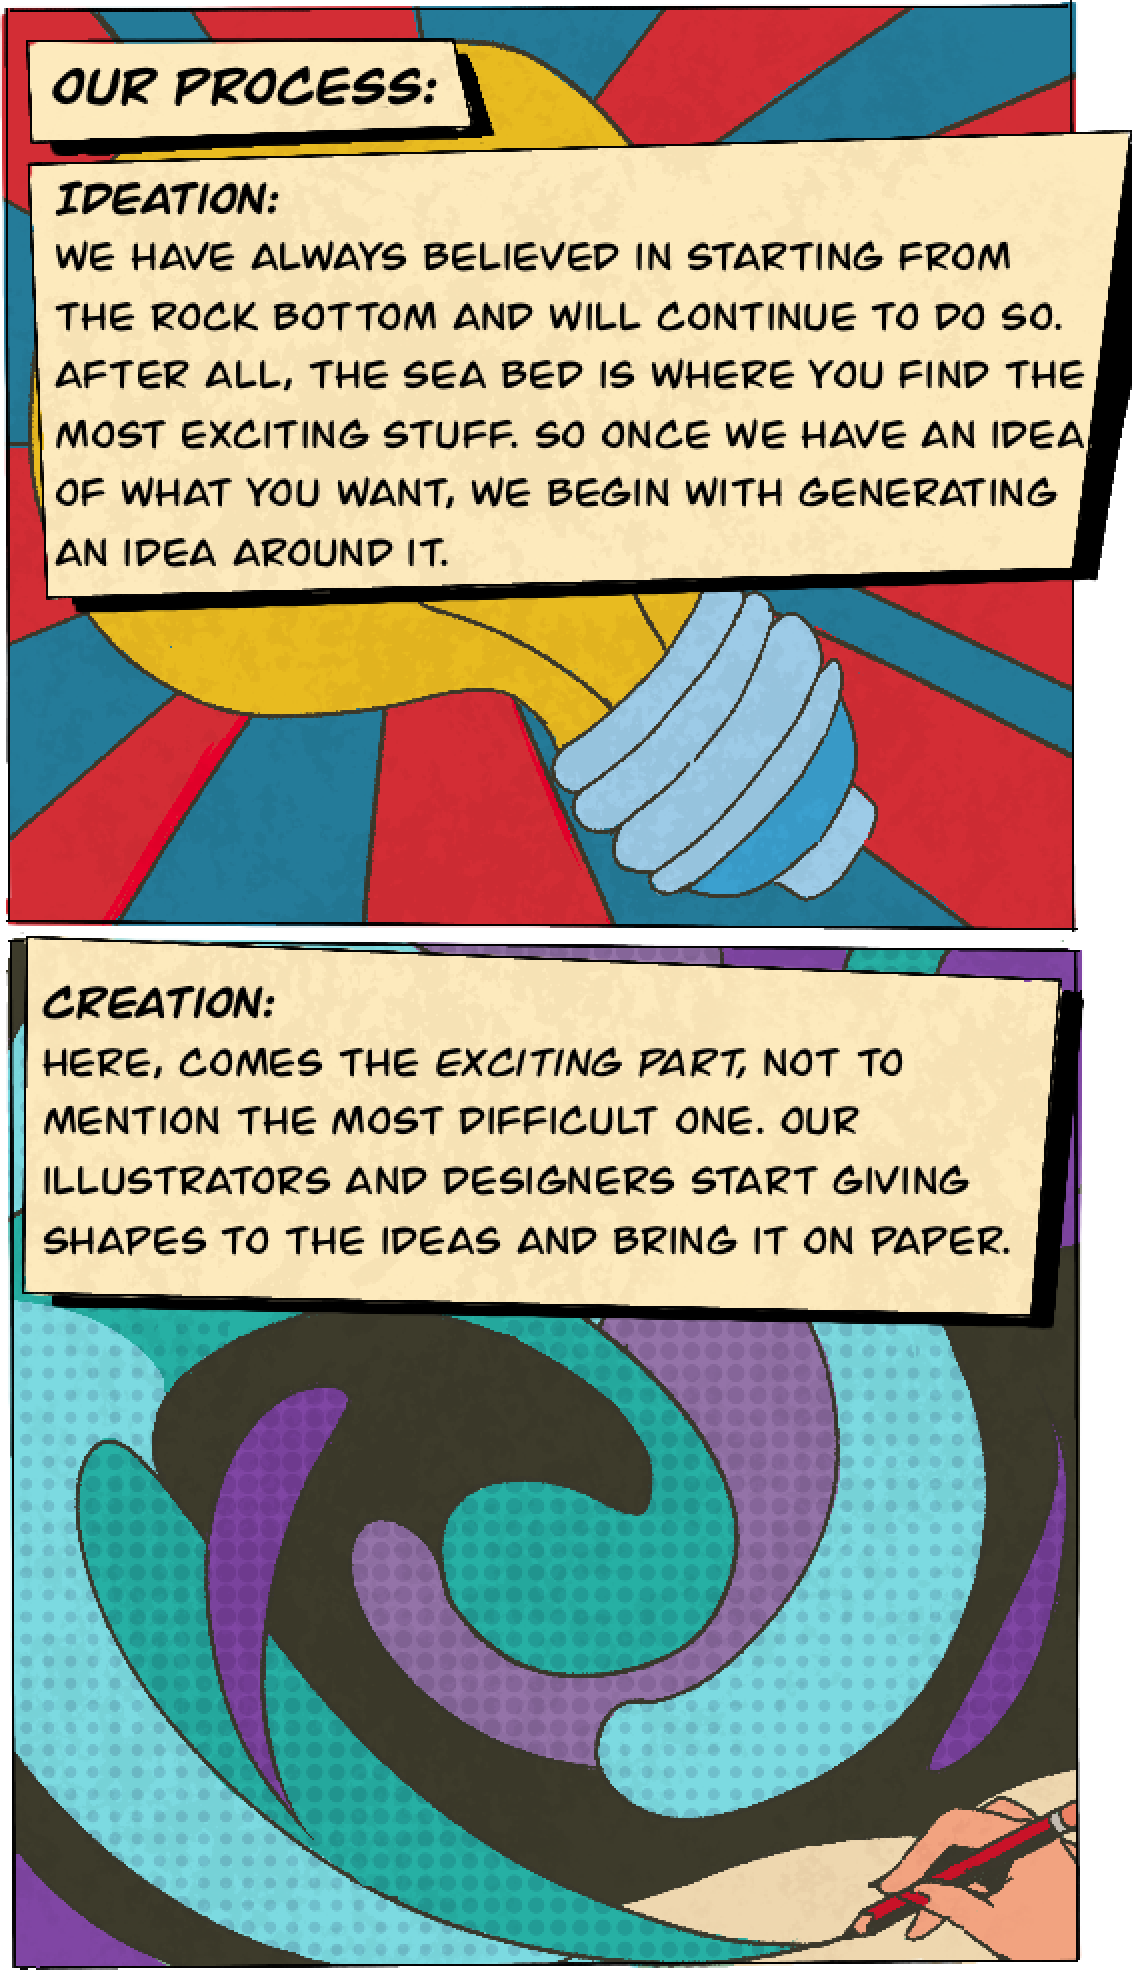 OUR PROCESS:
IDEATION:
WE HAVE ALWAYS BELIEVED IN STARTING FROM
THE ROCK BOTTOM AND WILL CONTINUE TO DO SO.
AFTER ALL, THE SEA BED IS WHERE YOU FIND THE
MOST EXCITING STUFF. SO ONCE WE HAVE AN IDEA
OF WHAT YOU WANT, WE BEGIN WITH GENERATING
AN IDEA AROUND IT.
CREATION:
HERE, COMES THE EXCITING PART, NOT TO
MENTION THE MOST DIFFICULT ONE. OUR
ILLUSTRATORS AND DESIGNERS START GIVING
SHAPES TO THE IDEAS AND BRING IT ON PAPER.